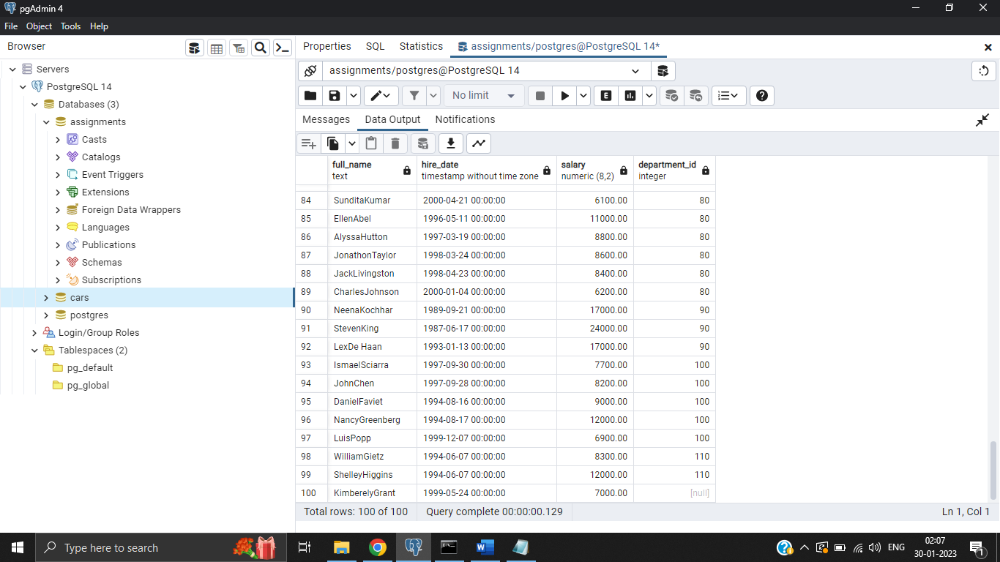 pgAdmin 4
File Object Tools Help
Browser
Properties SQL Statistics assignments/postgres@PostgreSQL 14*
Servers
PostgreSQL 14
Databases (3)
assignments
Casts
Catalogs
Event Triggers
Extensions
Foreign Data Wrappers
Languages
Publications
Schemas
Subscriptions
cars
postgres
Login/Group Roles
Tablespaces (2)
pg_default
pg_global
assignments/postgres@PostgreSQL 14
No limit
E
Messages Data Output Notifications
full_name hire_date salary department_id
text timestamp without time zone numeric (8,2) integer
84 SunditaKumar 2000-04-21 00:00:00 6100.00 80
85 EllenAbel 1996-05-11 00:00:00 11000.00 80
86 AlyssaHutton 1997-03-19 00:00:00 8800.00 80
87 JonathonTaylor 1998-03-24 00:00:00 8600.00 80
88 JackLivingston 1998-04-23 00:00:00 8400.00 80
89 CharlesJohnson 2000-01-04 00:00:00 6200.00 80
90 NeenaKochhar 1989-09-21 00:00:00 17000.00 90
91 StevenKing 1987-06-17 00:00:00 24000.00 90
92 LexDe Haan 1993-01-13 00:00:00 17000.00 90
93 IsmaelSciarra 1997-09-30 00:00:00 7700.00 100
94 JohnChen 1997-09-28 00:00:00 8200.00 100
95 DanielFaviet 1994-08-16 00:00:00 9000.00 100
96 NancyGreenberg 1994-08-17 00:00:00 12000.00 100
97 LuisPopp 1999-12-07 00:00:00 6900.00 100
98 WilliamGietz 1994-06-07 00:00:00 8300.00 110
99 ShelleyHiggins 1994-06-07 00:00:00 12000.00 110
100 KimberelyGrant 1999-05-24 00:00:00 7000.00 [null]
Total rows: 100 of 100 Query complete 00:00:00.129 Ln 1, Col 1
Type here to search
ENG
02:07
30-01-2023
1